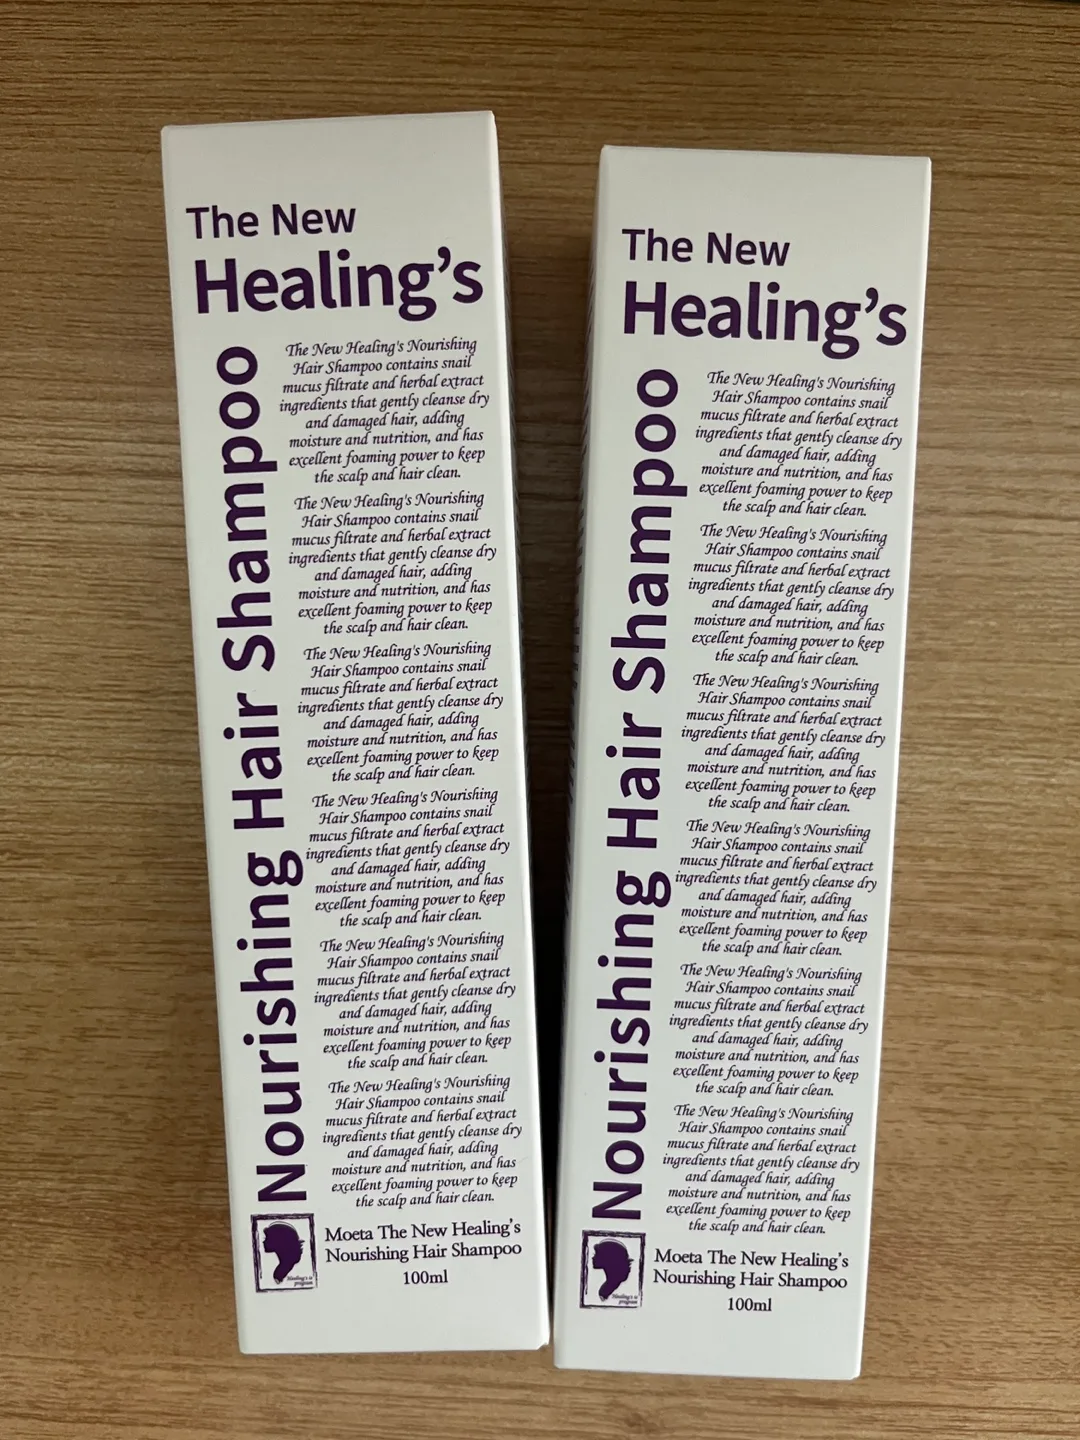 The New
Healing's
Nourishing Hair Shampoo
The New Healing's Nourishing
Hair Shampoo contains snail
mucus filtrate and herbal extract
ingredients that gently cleanse dry
and damaged hair, adding
moisture and nutrition, and has
excellent foaming power to keep
the scalp and hair clean.
The New Healing's Nourishing
Hair Shampoo contains snail
mucus filtrate and herbal extract
ingredients that gently cleanse dry
and damaged hair, adding
moisture and nutrition, and has
excellent foaming power to keep
the scalp and hair clean.
The New Healing's Nourishing
Hair Shampoo contains snail
mucus filtrate and herbal extract
ingredients that gently cleanse dry
and damaged hair, adding
moisture and nutrition, and has
excellent foaming power to keep
the scalp and hair clean.
The New Healing's Nourishing
Hair Shampoo contains snail
mucus filtrate and herbal extract
ingredients that gently cleanse dry
and damaged hair, adding
moisture and nutrition, and has
excellent foaming power to keep
the scalp and hair clean.
The New Healing's Nourishing
Hair Shampoo contains snail
mucus filtrate and herbal extract
ingredients that gently cleanse dry
and damaged hair, adding
moisture and nutrition, and has
excellent foaming power to keep
the scalp and hair clean.
The New Healing's Nourishing
Hair Shampoo contains snail
mucus filtrate and herbal extract
ingredients that gently cleanse dry
and damaged hair, adding
moisture and nutrition, and has
excellent foaming power to keep
the scalp and hair clean.
Healing's is
program
Moeta The New Healing's
Nourishing Hair Shampoo
100ml
The New
Healing's
Nourishing Hair Shampoo
The New Healing's Nourishing
Hair Shampoo contains snail
mucus filtrate and herbal extract
ingredients that gently cleanse dry
and damaged hair, adding
moisture and nutrition, and has
excellent foaming power to keep
the scalp and hair clean.
The New Healing's Nourishing
Hair Shampoo contains snail
mucus filtrate and herbal extract
ingredients that gently cleanse dry
and damaged hair, adding
moisture and nutrition, and has
excellent foaming power to keep
the scalp and hair clean.
The New Healing's Nourishing
Hair Shampoo contains snail
mucus filtrate and herbal extract
ingredients that gently cleanse dry
and damaged hair, adding
moisture and nutrition, and has
excellent foaming power to keep
the scalp and hair clean.
The New Healing's Nourishing
Hair Shampoo contains snail
mucus filtrate and herbal extract
ingredients that gently cleanse dry
and damaged hair, adding
moisture and nutrition, and has
excellent foaming power to keep
the scalp and hair clean.
The New Healing's Nourishing
Hair Shampoo contains snail
mucus filtrate and herbal extract
ingredients that gently cleanse dry
and damaged hair, adding
moisture and nutrition, and has
excellent foaming power to keep
the scalp and hair clean.
The New Healing's Nourishing
Hair Shampoo contains snail
mucus filtrate and herbal extract
ingredients that gently cleanse dry
and damaged hair, adding
moisture and nutrition, and has
excellent foaming power to keep
the scalp and hair clean.
Healing's is
program
Moeta The New Healing's
Nourishing Hair Shampoo
100ml